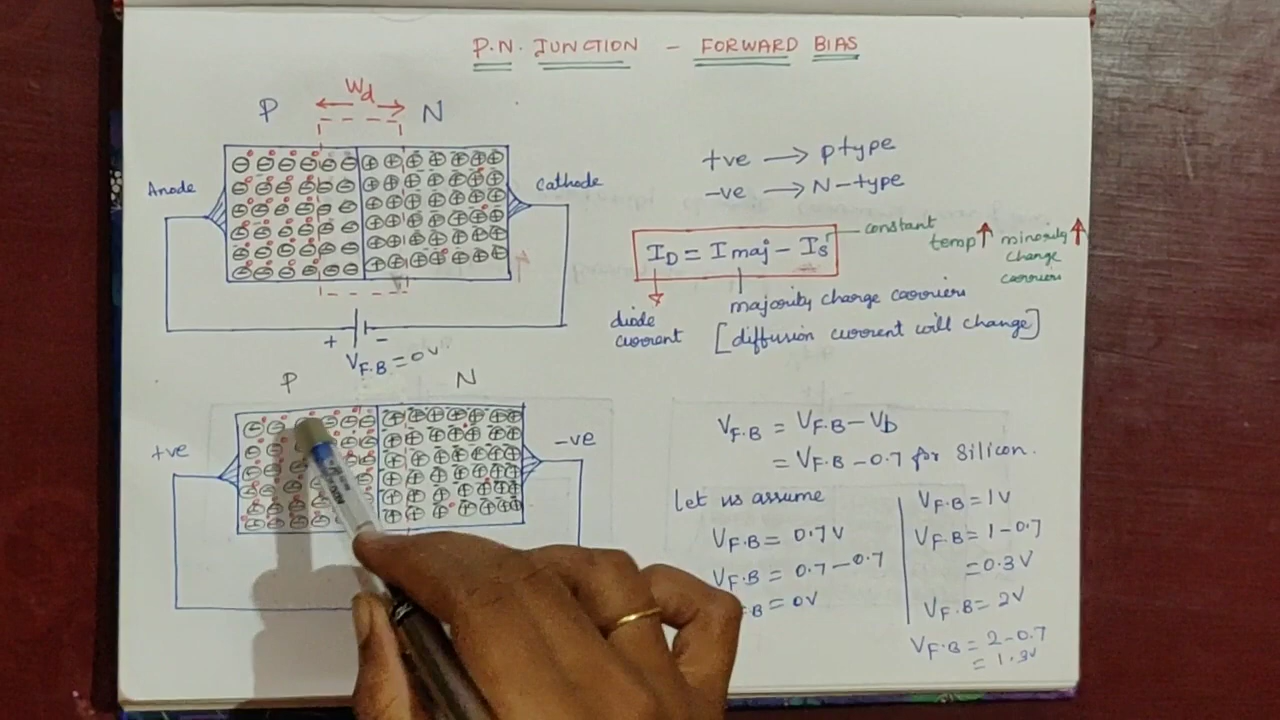 P.N. JUNCTION - FORWARD BIAS
Wd
P N
Anode Cathode
+ -
VF.B = 0V
+ve → ptype
-ve → N-type
ID = Imaj - Is
constant
temp↑ minority↑
charge
carriers
diode
current
majority charge carriers
[diffusion current will change]
P N
+ve -ve
VF.B = VF.B - Vb
= VF.B - 0.7 for Silicon.
let us assume
VF.B = 0.7V
VF.B = 0.7-0.7
B = 0V
VF.B = 1V
VF.B = 1-0.7
= 0.3V
VF.B = 2V
VF.B = 2-0.7
= 1.3V